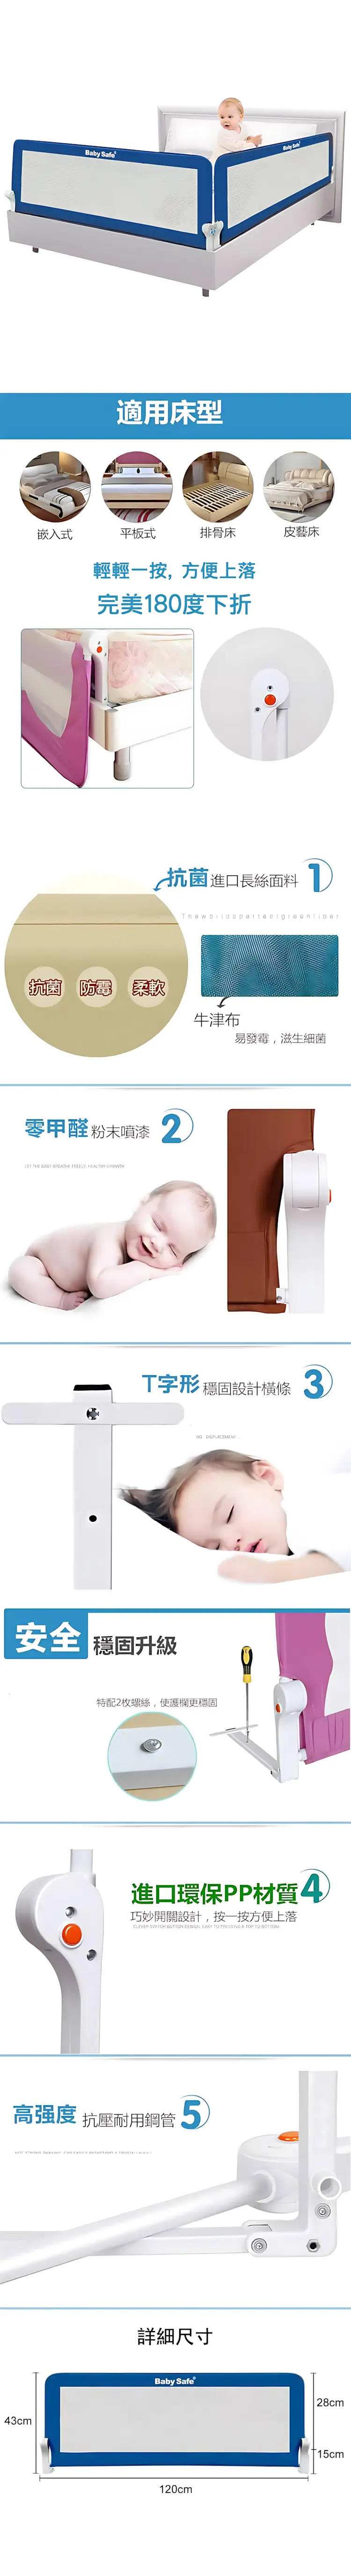 Baby Safe®
Baby Safe®
適用床型
嵌入式
平板式
排骨床
皮藝床
輕輕一按, 方便上落
完美180度下折
抗菌 進口長絲面料 1
抗菌
防霉
柔軟
牛津布
易發霉，滋生細菌
零甲醛 粉末噴漆 2
T字形 穩固設計橫條 3
安全 穩固升級
特配2枚螺絲，使護欄更穩固
進口環保PP材質 4
巧妙開關設計，按一按方便上落
高强度 抗壓耐用鋼管 5
詳細尺寸
Baby Safe®
43cm
28cm
15cm
120cm